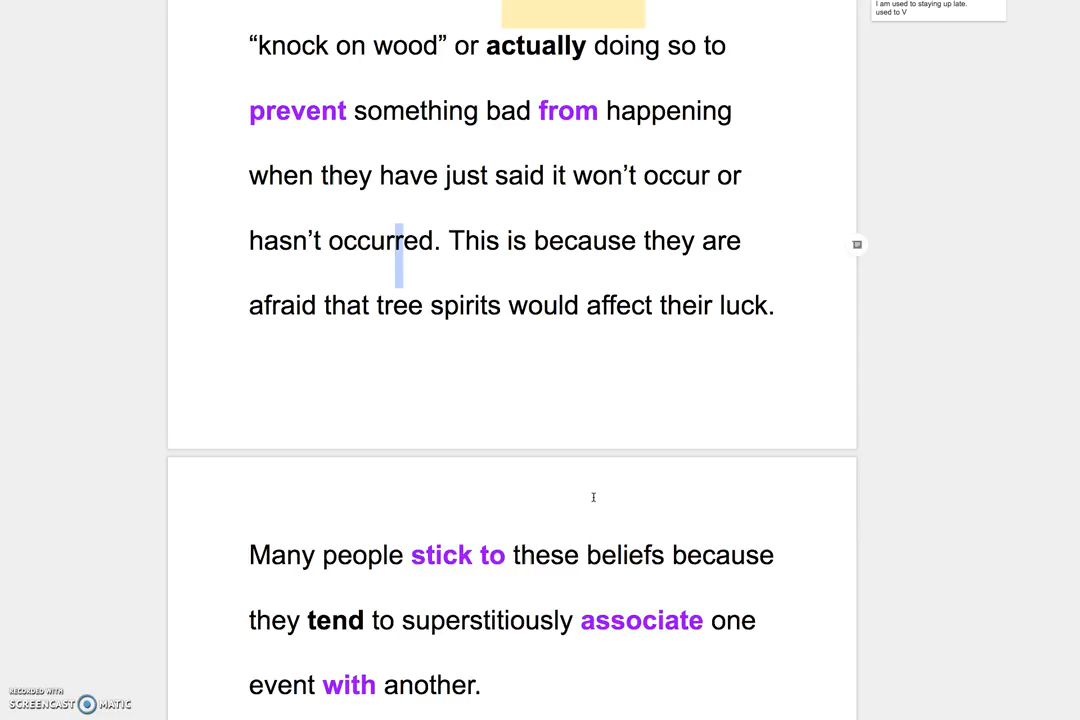 I am used to staying up late.
used to V
“knock on wood” or actually doing so to
prevent something bad from happening
when they have just said it won’t occur or
hasn’t occurred. This is because they are
afraid that tree spirits would affect their luck.
Many people stick to these beliefs because
they tend to superstitiously associate one
event with another.
RECORDED WITH
SCREENCAST MATIC